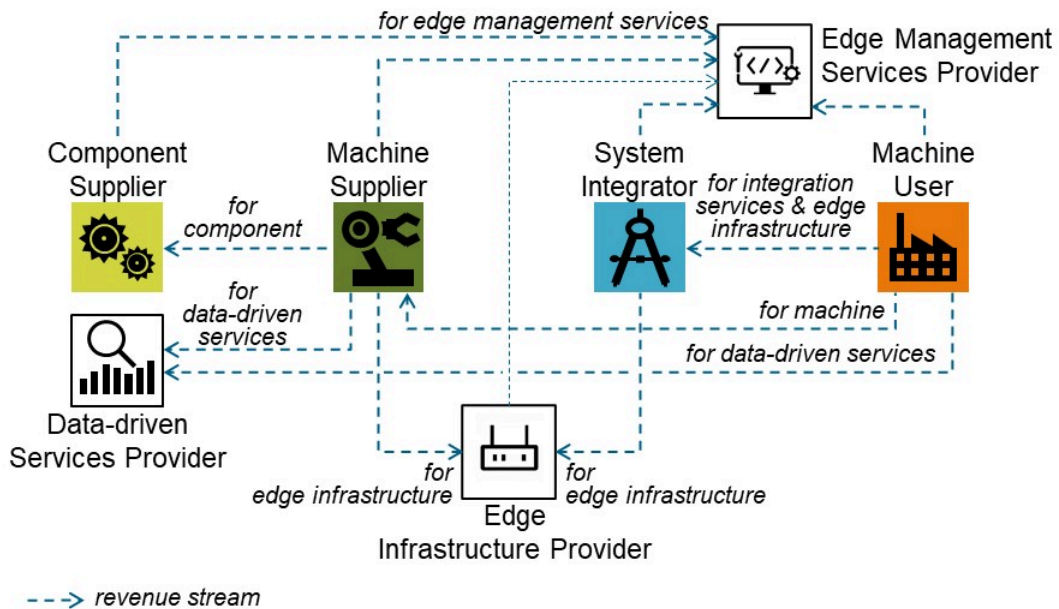 for edge management services
Edge Management
Services Provider
Component
Supplier
Machine
Supplier
System
Integrator
Machine
User
for
component
for integration
services & edge
infrastructure
for
data-driven
services
for machine
for data-driven services
Data-driven
Services Provider
for
edge infrastructure
for
edge infrastructure
Edge
Infrastructure Provider
revenue stream